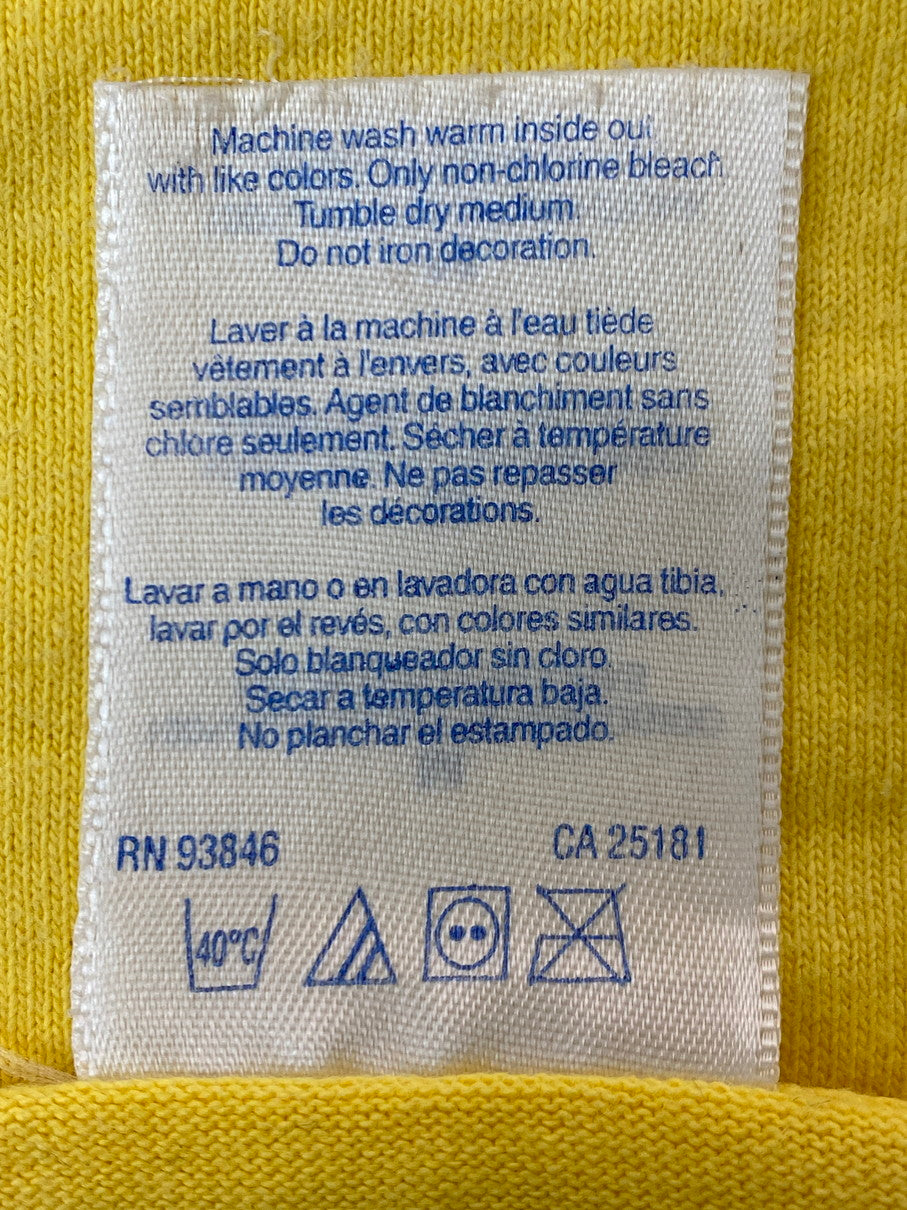 Machine wash warm inside out
with like colors. Only non-chlorine bleach.
Tumble dry medium.
Do not iron decoration.
Laver à la machine à l'eau tiède
vêtement à l'envers, avec couleurs
semblables. Agent de blanchiment sans
chlore seulement. Sécher à température
moyenne. Ne pas repasser
les décorations.
Lavar a mano o en lavadora con agua tibia,
lavar por el revés, con colores similares.
Solo blanqueador sin cloro.
Secar a temperatura baja.
No planchar el estampado.
RN 93846 CA 25181
40°C